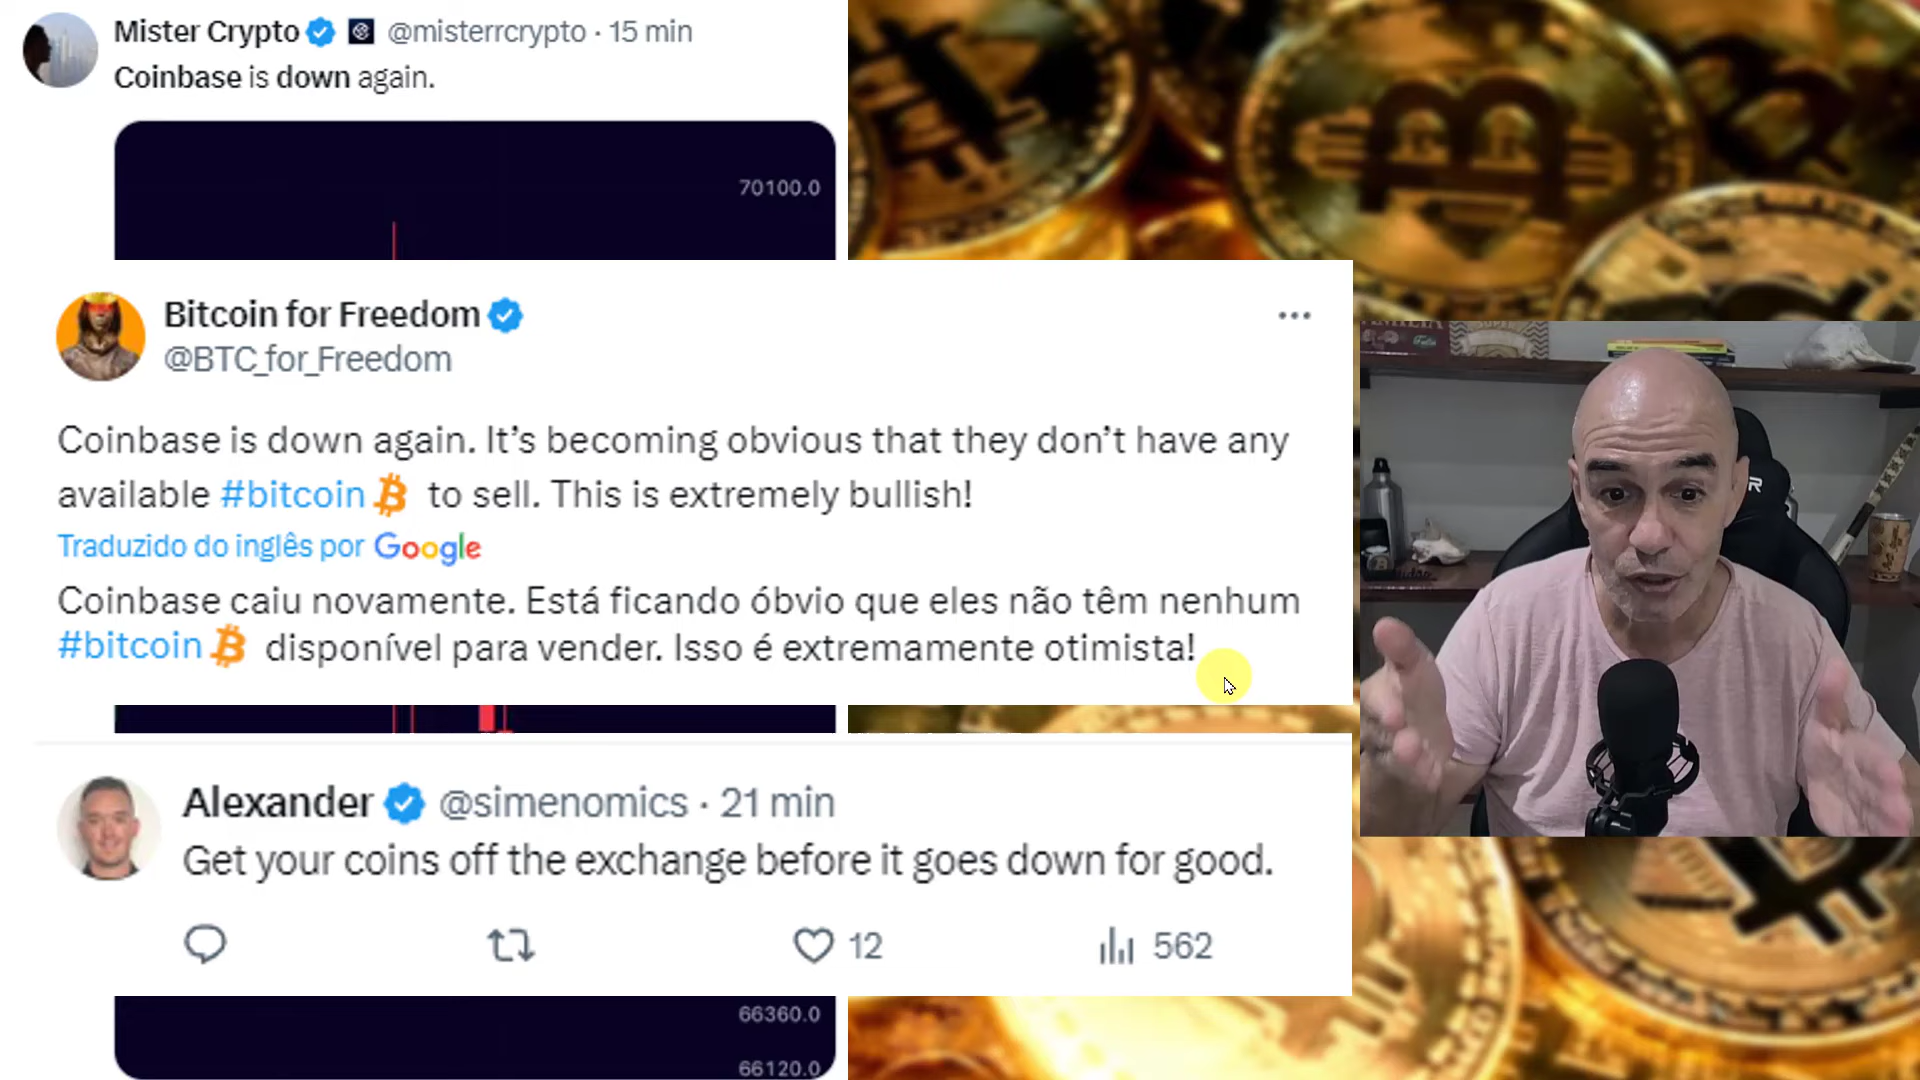 Mister Crypto @misterrcrypto · 15 min
Coinbase is down again.
70100.0
Bitcoin for Freedom
@BTC_for_Freedom
Coinbase is down again. It’s becoming obvious that they don’t have any
available #bitcoin to sell. This is extremely bullish!
Traduzido do inglês por Google
Coinbase caiu novamente. Está ficando óbvio que eles não têm nenhum
#bitcoin disponível para vender. Isso é extremamente otimista!
Alexander @simenomics · 21 min
Get your coins off the exchange before it goes down for good.
12
562
66360.0
66120.0